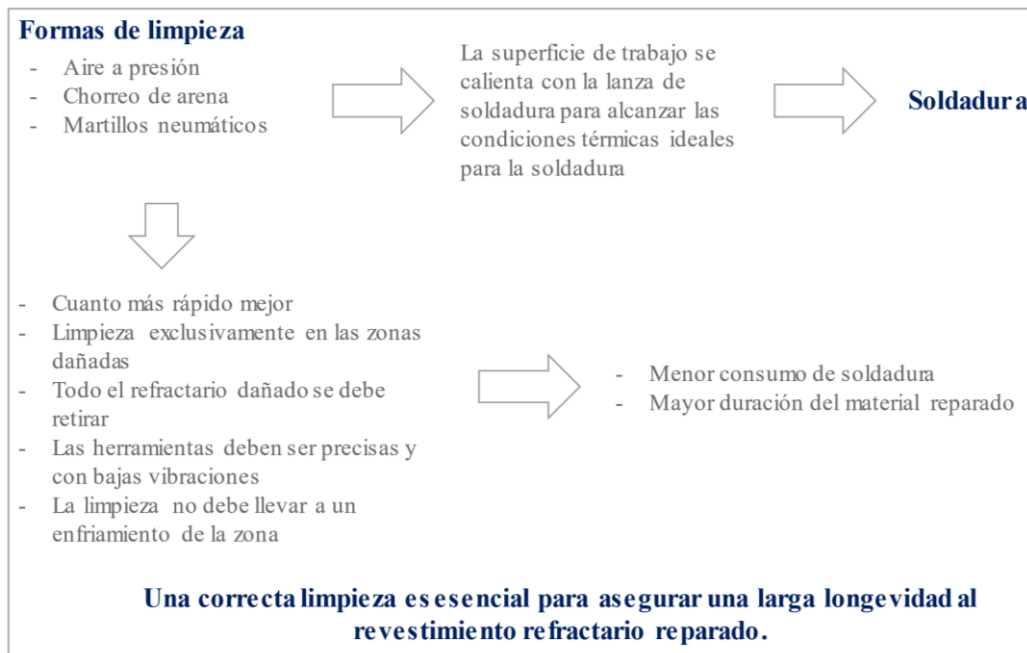 Formas de limpieza
- Aire a presión
- Chorreo de arena
- Martillos neumáticos
La superficie de trabajo se
calienta con la lanza de
soldadura para alcanzar las
condiciones térmicas ideales
para la soldadura
Soldadura
- Cuanto más rápido mejor
- Limpieza exclusivamente en las zonas
dañadas
- Todo el refractario dañado se debe
retirar
- Las herramientas deben ser precisas y
con bajas vibraciones
- La limpieza no debe llevar a un
enfriamiento de la zona
- Menor consumo de soldadura
- Mayor duración del material reparado
Una correcta limpieza es esencial para asegurar una larga longevidad al
revestimiento refractario reparado.